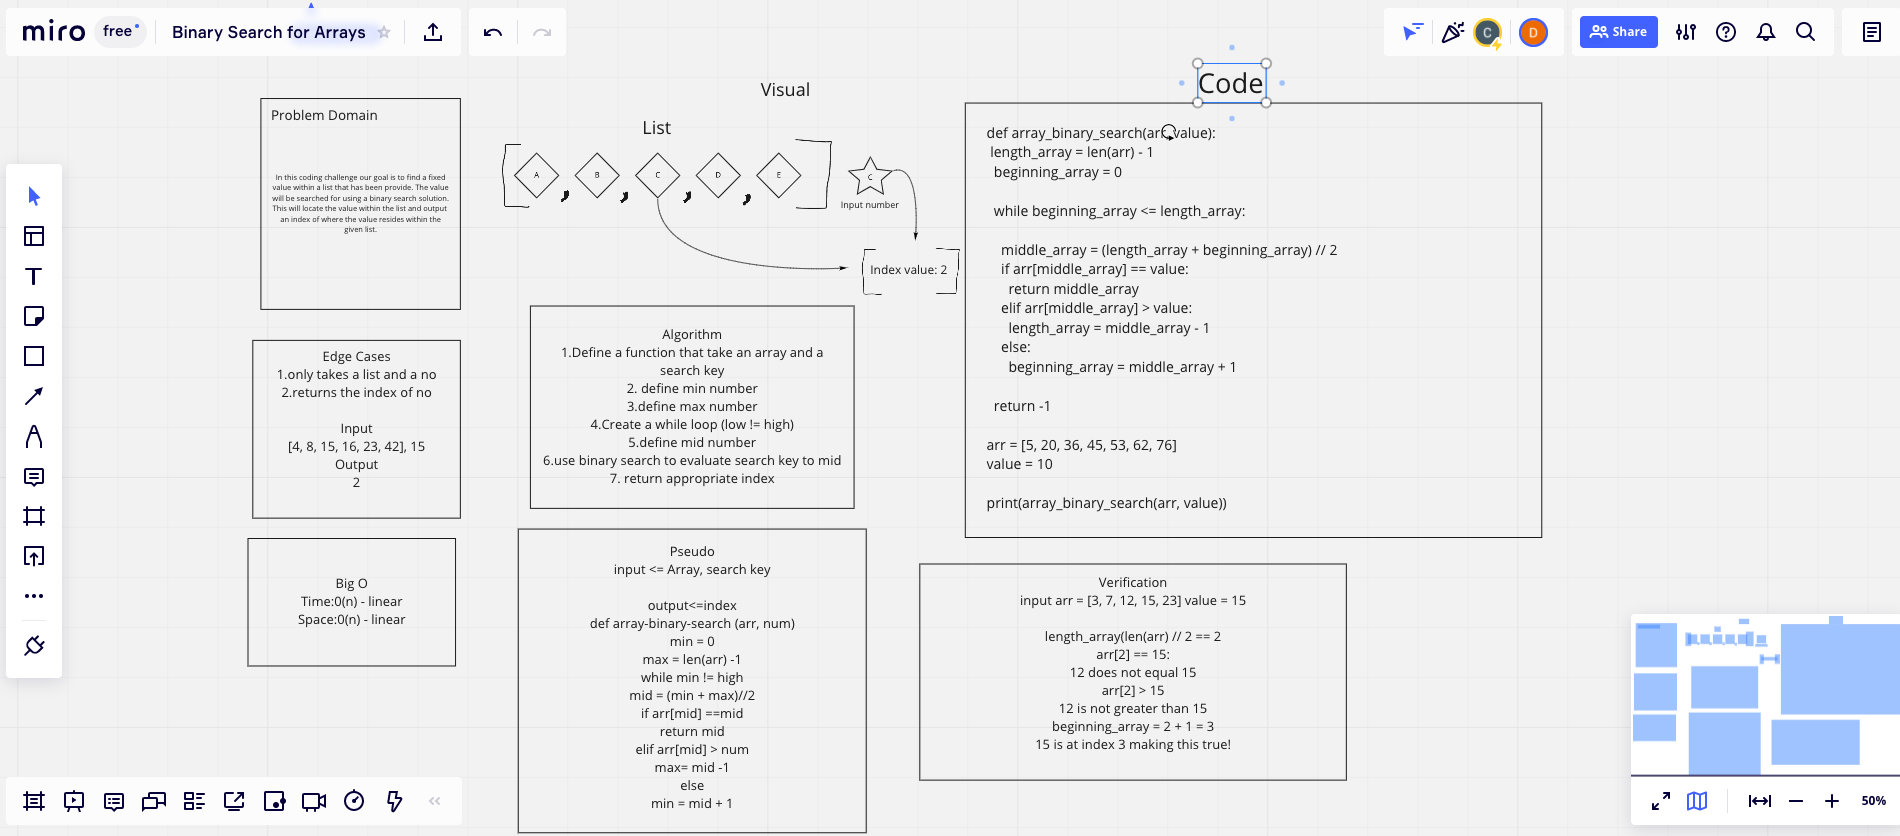 miro
free
Binary Search for Arrays
C
D
Share
Problem Domain
In this coding challenge our goal is to find a fixed
value within a list that has been provide. The value
will be searched for using a binary search solution.
This will locate the value within the list and output
an index of where the value resides within the
given list.
Edge Cases
1.only takes a list and a no
2.returns the index of no
Input
[4, 8, 15, 16, 23, 42], 15
Output
2
Big O
Time:0(n) - linear
Space:0(n) - linear
Visual
List
A , B , C , D , E
C
Input number
Index value: 2
Algorithm
1.Define a function that take an array and a
search key
2. define min number
3.define max number
4.Create a while loop (low != high)
5.define mid number
6.use binary search to evaluate search key to mid
7. return appropriate index
Pseudo
input <= Array, search key
output<=index
def array-binary-search (arr, num)
min = 0
max = len(arr) -1
while min != high
mid = (min + max)//2
if arr[mid] ==mid
return mid
elif arr[mid] > num
max= mid -1
else
min = mid + 1
Code
def array_binary_search(arr, value):
length_array = len(arr) - 1
beginning_array = 0
while beginning_array <= length_array:
middle_array = (length_array + beginning_array) // 2
if arr[middle_array] == value:
return middle_array
elif arr[middle_array] > value:
length_array = middle_array - 1
else:
beginning_array = middle_array + 1
return -1
arr = [5, 20, 36, 45, 53, 62, 76]
value = 10
print(array_binary_search(arr, value))
Verification
input arr = [3, 7, 12, 15, 23] value = 15
length_array(len(arr) // 2 == 2
arr[2] == 15:
12 does not equal 15
arr[2] > 15
12 is not greater than 15
beginning_array = 2 + 1 = 3
15 is at index 3 making this true!
50%